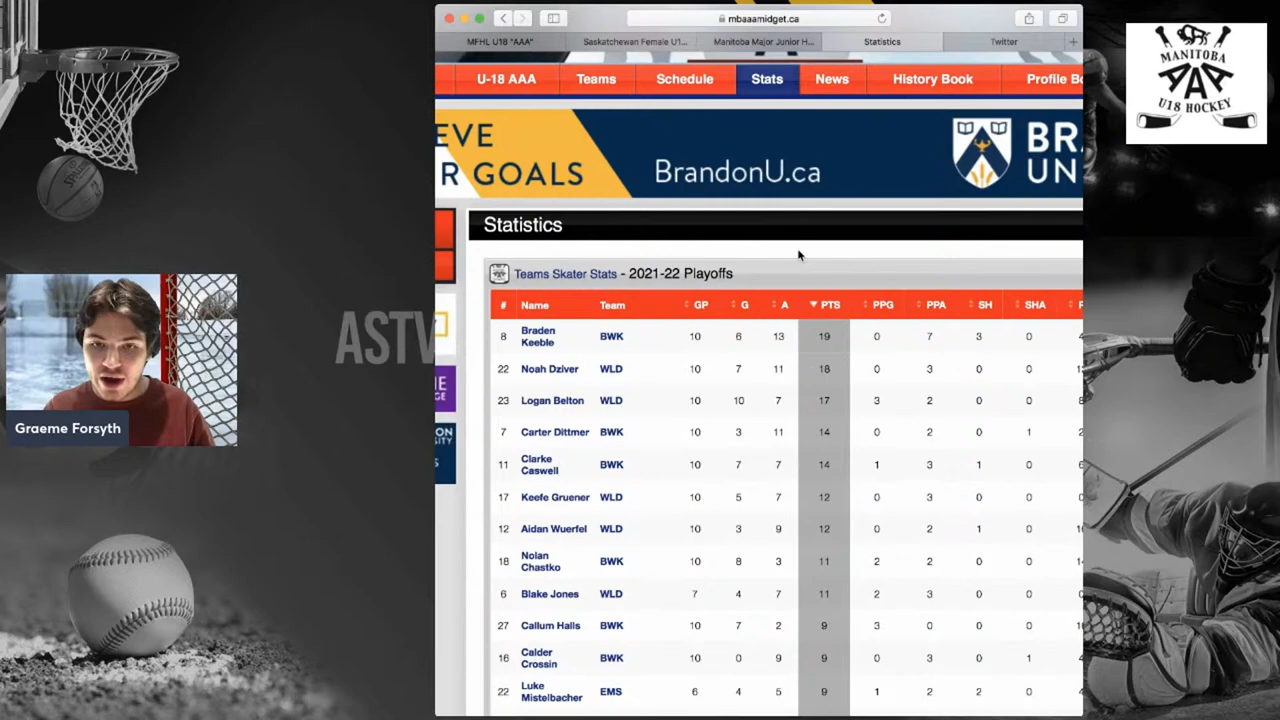 mbaaamidget.ca
MFHL U18 "AAA" Saskatchewan Female U1... Manitoba Major Junior H... Statistics Twitter
U-18 AAA Teams Schedule Stats News History Book Profile
EVE
R GOALS
BrandonU.ca
BR
UN
MANITOBA
AAA
U18 HOCKEY
SPALDING
Statistics
Teams Skater Stats - 2021-22 Playoffs
# Name Team GP G A PTS PPG PPA SH SHA
8 Braden Keeble BWK 10 6 13 19 0 7 3 0
22 Noah Dziver WLD 10 7 11 18 0 3 0 0
23 Logan Belton WLD 10 10 7 17 3 2 0 0
7 Carter Dittmer BWK 10 3 11 14 0 2 0 1
11 Clarke Caswell BWK 10 7 7 14 1 3 1 0
17 Keefe Gruener WLD 10 5 7 12 0 3 0 0
12 Aidan Wuerfel WLD 10 3 9 12 0 2 1 0
18 Nolan Chastko BWK 10 8 3 11 2 2 0 0
6 Blake Jones WLD 7 4 7 11 2 3 0 0
27 Callum Halls BWK 10 7 2 9 3 0 0 0
16 Calder Crossin BWK 10 0 9 9 0 3 0 1
22 Luke Mistelbacher EMS 6 4 5 9 1 2 2 0
ASTV
Graeme Forsyth